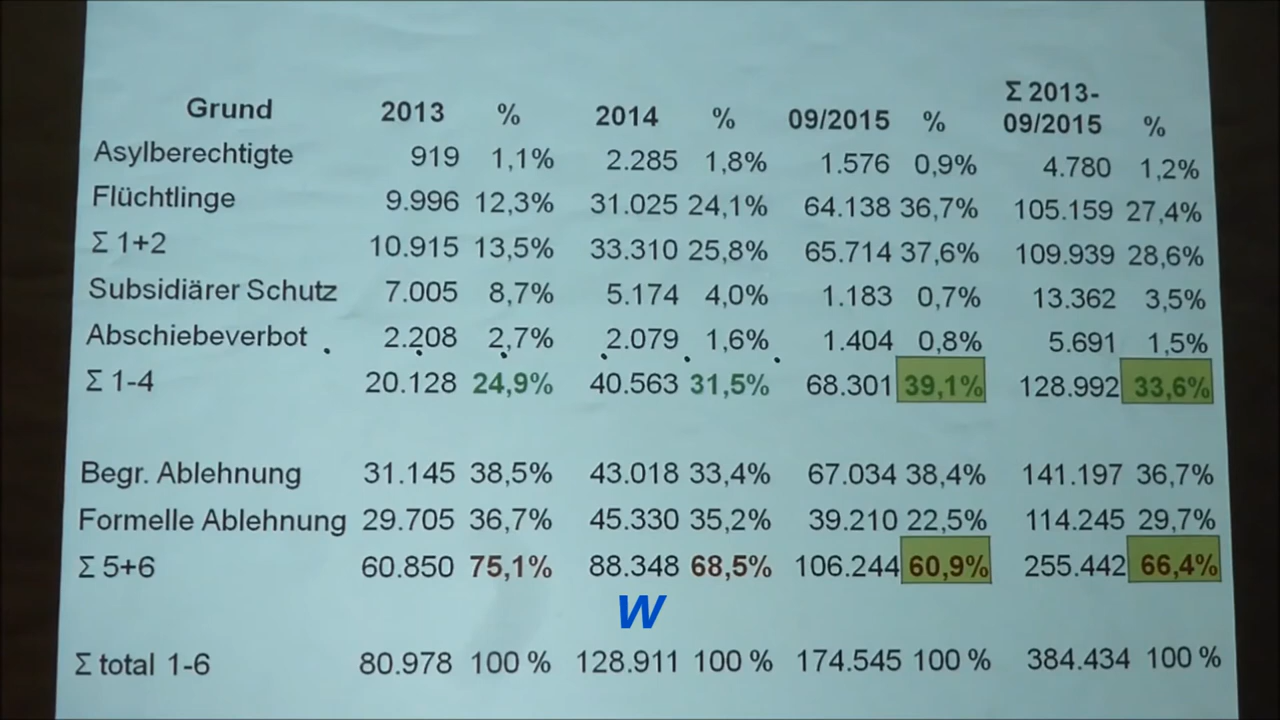 Grund 2013 % 2014 % 09/2015 % Σ 2013-09/2015 %
Asylberechtigte 919 1,1% 2.285 1,8% 1.576 0,9% 4.780 1,2%
Flüchtlinge 9.996 12,3% 31.025 24,1% 64.138 36,7% 105.159 27,4%
Σ 1+2 10.915 13,5% 33.310 25,8% 65.714 37,6% 109.939 28,6%
Subsidiärer Schutz 7.005 8,7% 5.174 4,0% 1.183 0,7% 13.362 3,5%
Abschiebeverbot 2.208 2,7% 2.079 1,6% 1.404 0,8% 5.691 1,5%
Σ 1-4 20.128 24,9% 40.563 31,5% 68.301 39,1% 128.992 33,6%
Begr. Ablehnung 31.145 38,5% 43.018 33,4% 67.034 38,4% 141.197 36,7%
Formelle Ablehnung 29.705 36,7% 45.330 35,2% 39.210 22,5% 114.245 29,7%
Σ 5+6 60.850 75,1% 88.348 68,5% 106.244 60,9% 255.442 66,4%
W
Σ total 1-6 80.978 100 % 128.911 100 % 174.545 100 % 384.434 100 %